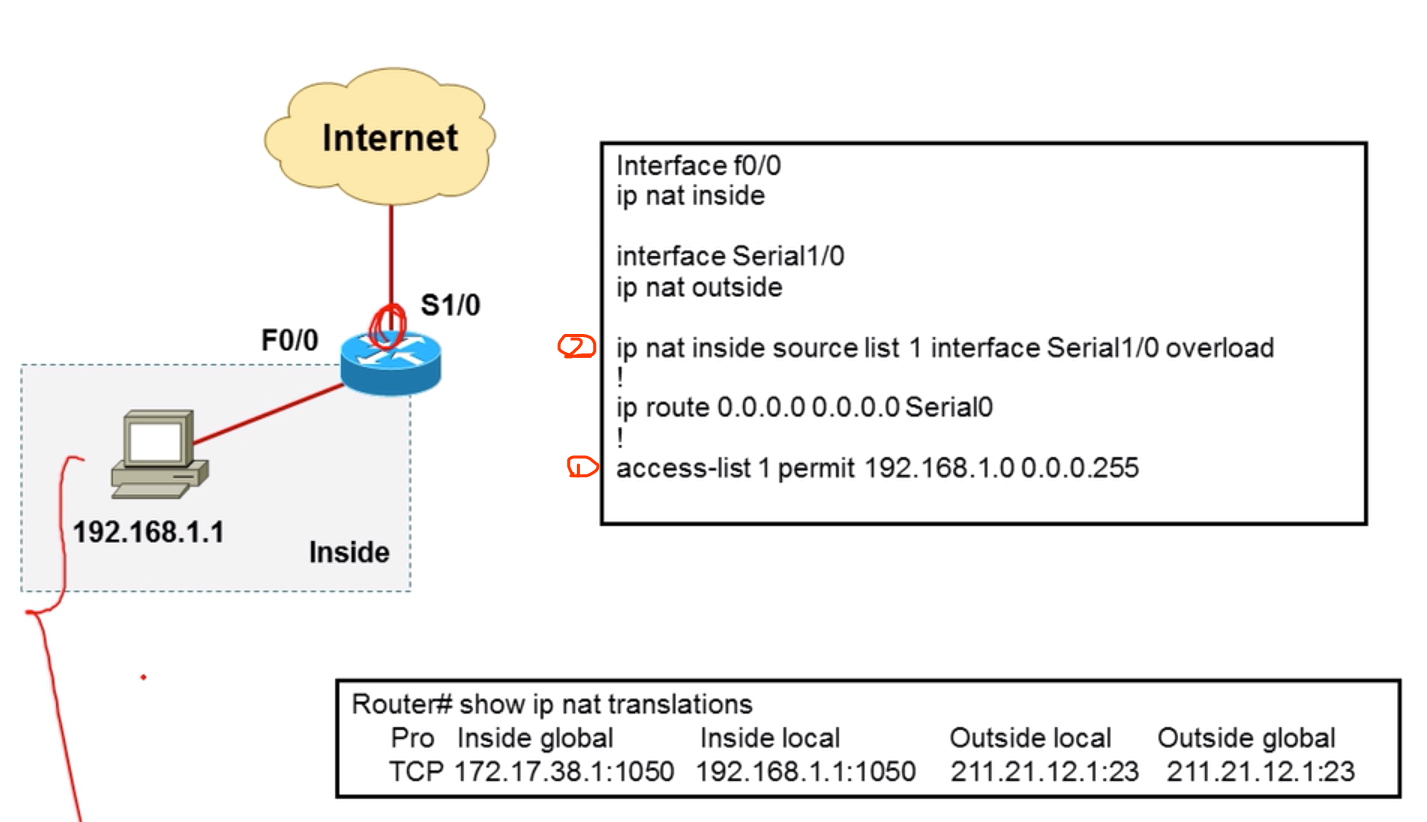 Internet
S1/0
F0/0
192.168.1.1
Inside
Interface f0/0
ip nat inside
interface Serial1/0
ip nat outside
2 ip nat inside source list 1 interface Serial1/0 overload
!
ip route 0.0.0.0 0.0.0.0 Serial0
!
1 access-list 1 permit 192.168.1.0 0.0.0.255
Router# show ip nat translations
Pro Inside global Inside local Outside local Outside global
TCP 172.17.38.1:1050 192.168.1.1:1050 211.21.12.1:23 211.21.12.1:23